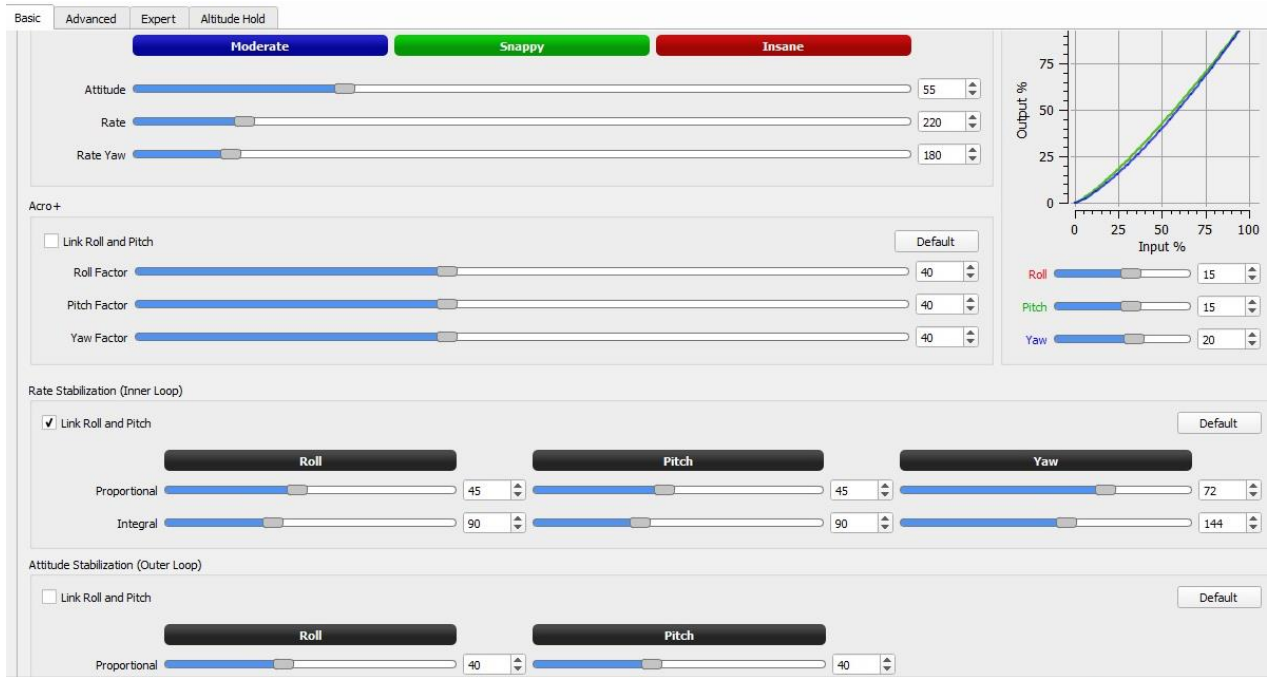 Basic Advanced Expert Altitude Hold
Moderate Snappy Insane
Attitude 55
Rate 220
Rate Yaw 180
Acro+
Link Roll and Pitch Default
Roll Factor 40
Pitch Factor 40
Yaw Factor 40
75
50
25
0
Output %
0 25 50 75 100
Input %
Roll 15
Pitch 15
Yaw 20
Rate Stabilization (Inner Loop)
Link Roll and Pitch Default
Roll Pitch Yaw
Proportional 45 45 72
Integral 90 90 144
Attitude Stabilization (Outer Loop)
Link Roll and Pitch Default
Roll Pitch
Proportional 40 40